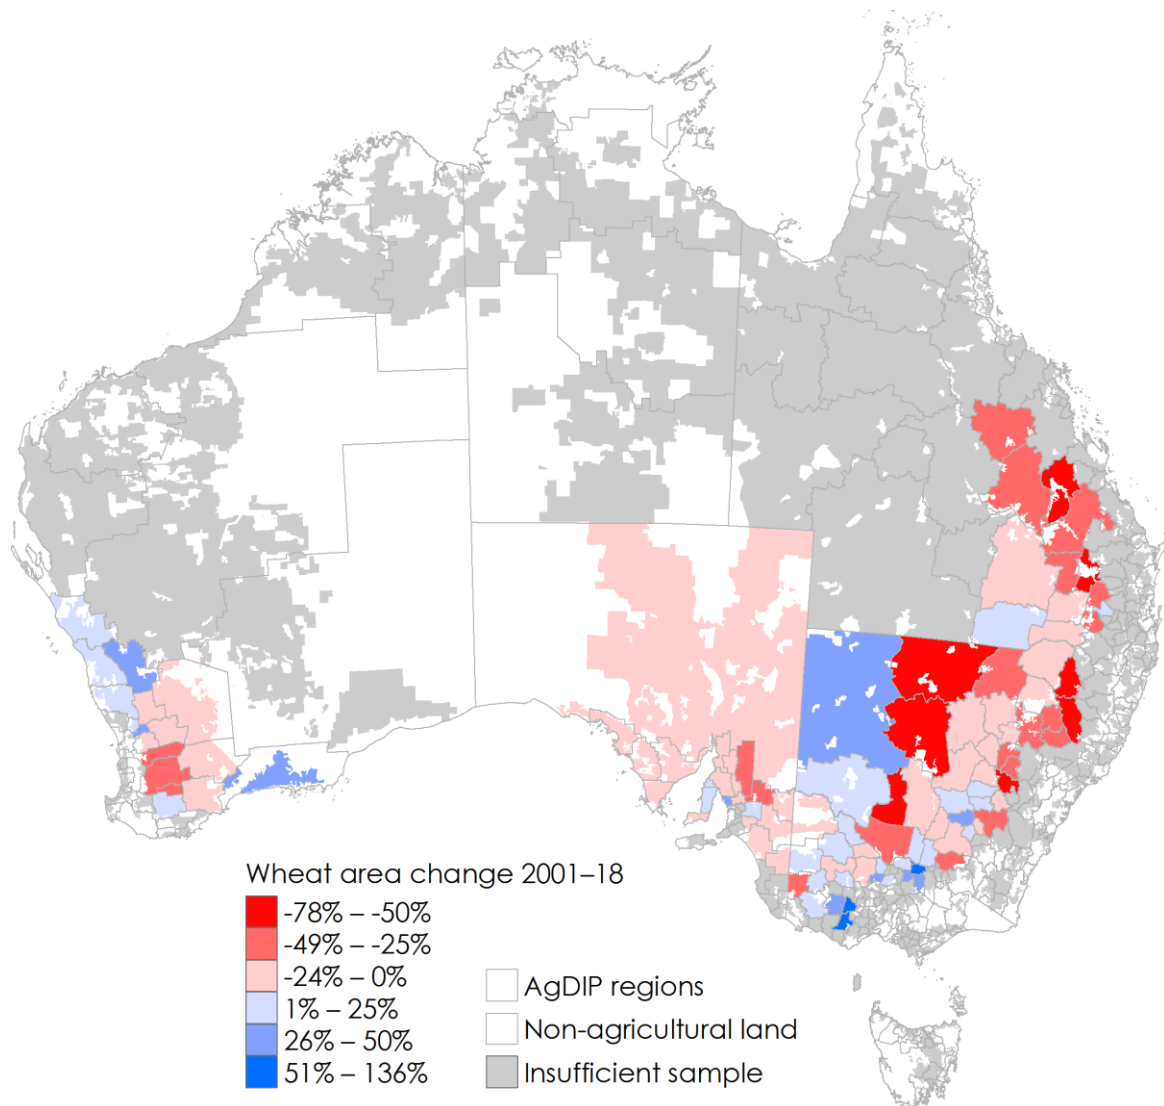 Wheat area change 2001–18
-78% – -50%
-49% – -25%
-24% – 0%
1% – 25%
26% – 50%
51% – 136%
AgDIP regions
Non-agricultural land
Insufficient sample